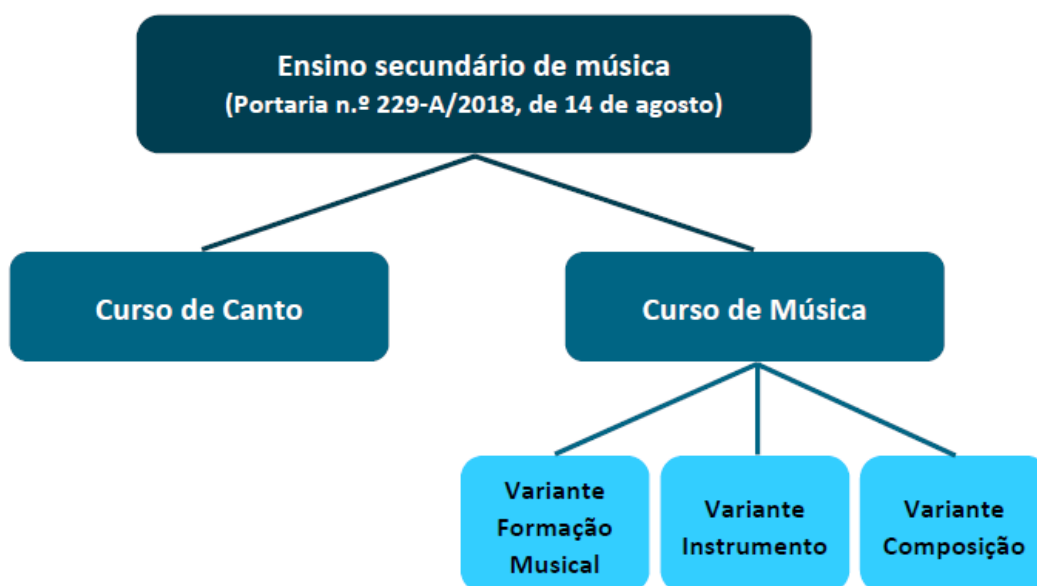 Ensino secundário de música
(Portaria n.º 229-A/2018, de 14 de agosto)
Curso de Canto
Curso de Música
Variante
Formação
Musical
Variante
Instrumento
Variante
Composição